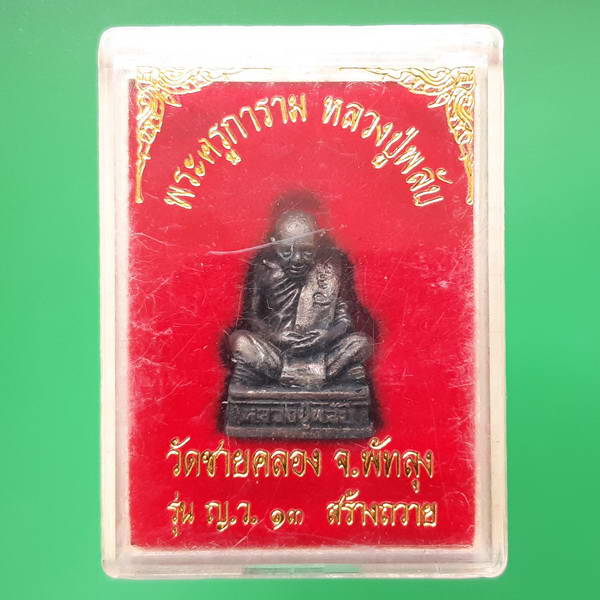 พระครูการาม หลวงปู่พลับ
หลวงปู่พลับ
วัดชายคลอง จ.พัทลุง
รุ่น ญ.ว. ๑๓ สร้างถวาย